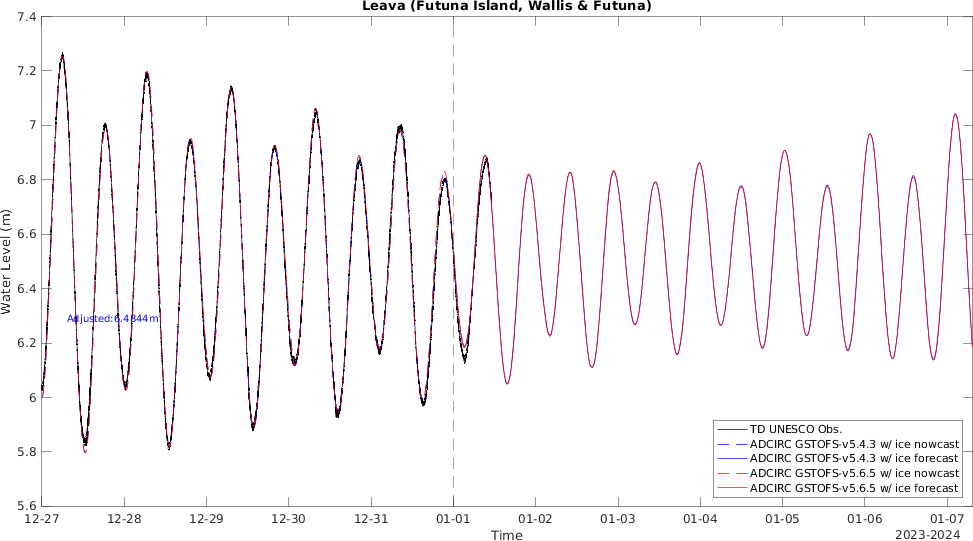 Leava (Futuna Island, Wallis & Futuna)
7.4
7.2
7
6.8
6.6
6.4
6.2
6
5.8
5.6
Water Level (m)
Adjusted:6.4844m
TD UNESCO Obs.
ADCIRC GSTOFS-v5.4.3 w/ ice nowcast
ADCIRC GSTOFS-v5.4.3 w/ ice forecast
ADCIRC GSTOFS-v5.6.5 w/ ice nowcast
ADCIRC GSTOFS-v5.6.5 w/ ice forecast
12-27 12-28 12-29 12-30 12-31 01-01 01-02 01-03 01-04 01-05 01-06 01-07
Time
2023-2024